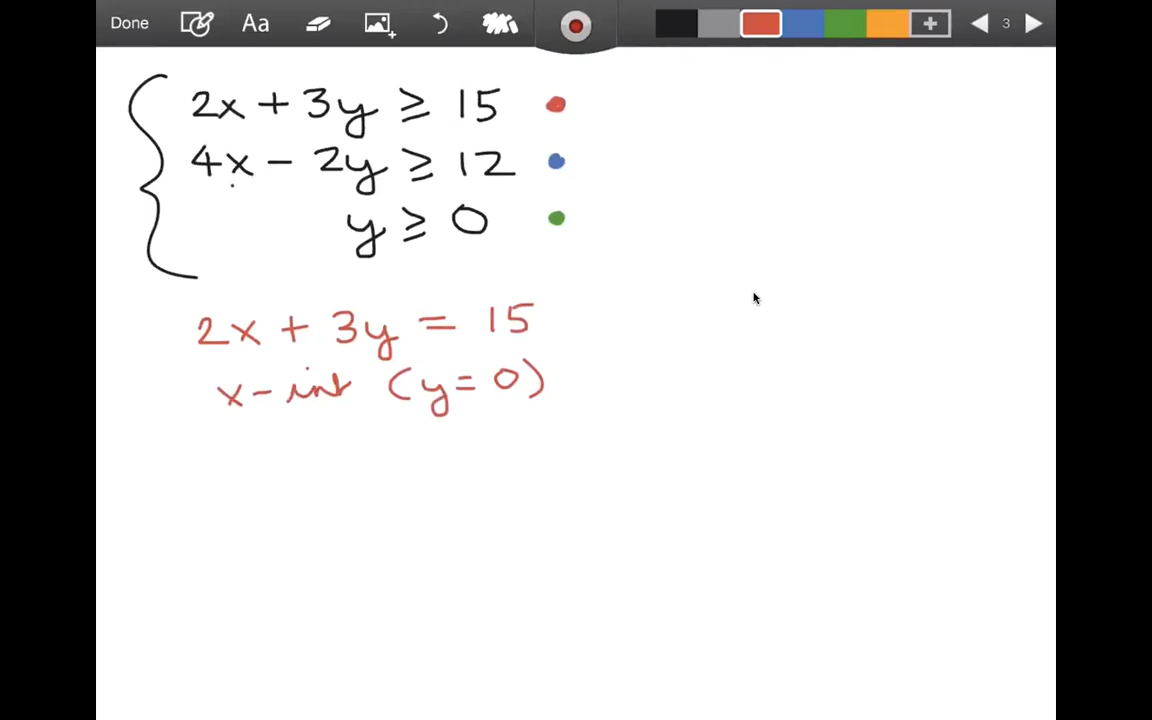 Done Aa 3
2x + 3y ≥ 15
4x - 2y ≥ 12
y ≥ 0
2x + 3y = 15
x-int (y=0)